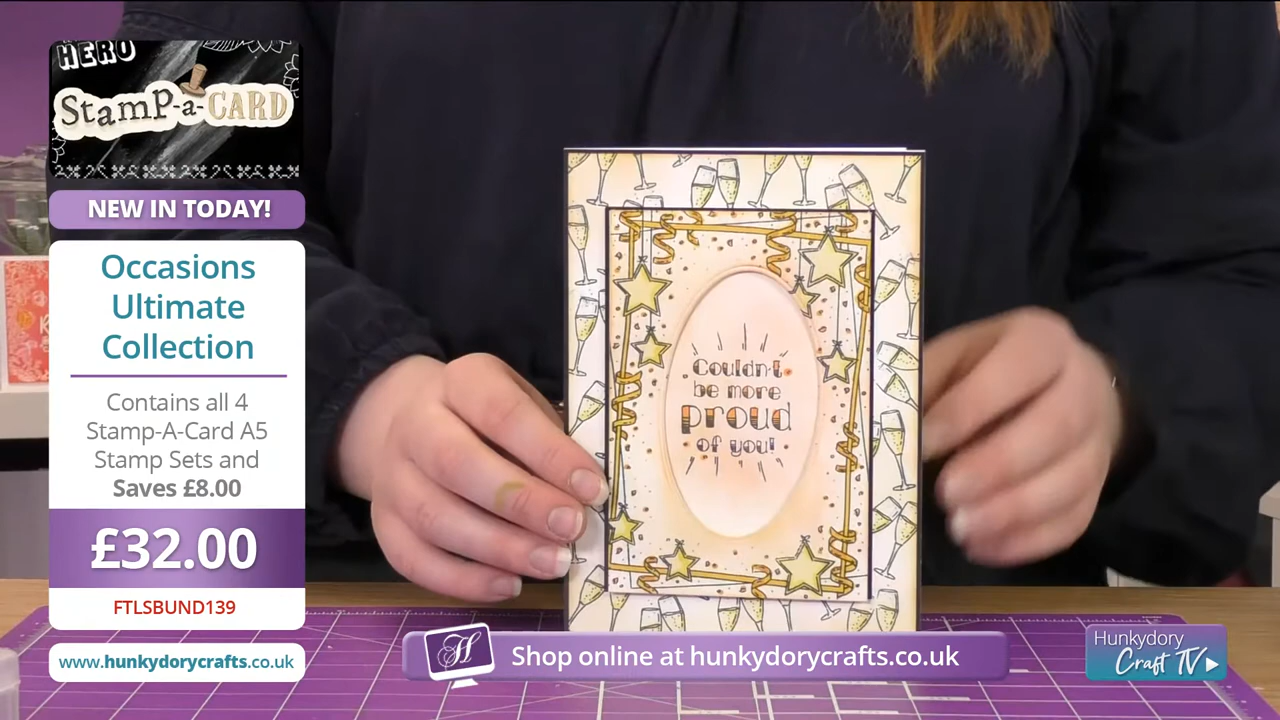 HERO
Stamp-a-CARD
NEW IN TODAY!
Occasions
Ultimate
Collection
Contains all 4
Stamp-A-Card A5
Stamp Sets and
Saves £8.00
£32.00
FTLSBUND139
www.hunkydorycrafts.co.uk
Couldn't
be more
proud
of you!
H
Shop online at hunkydorycrafts.co.uk
Hunkydory
Craft TV